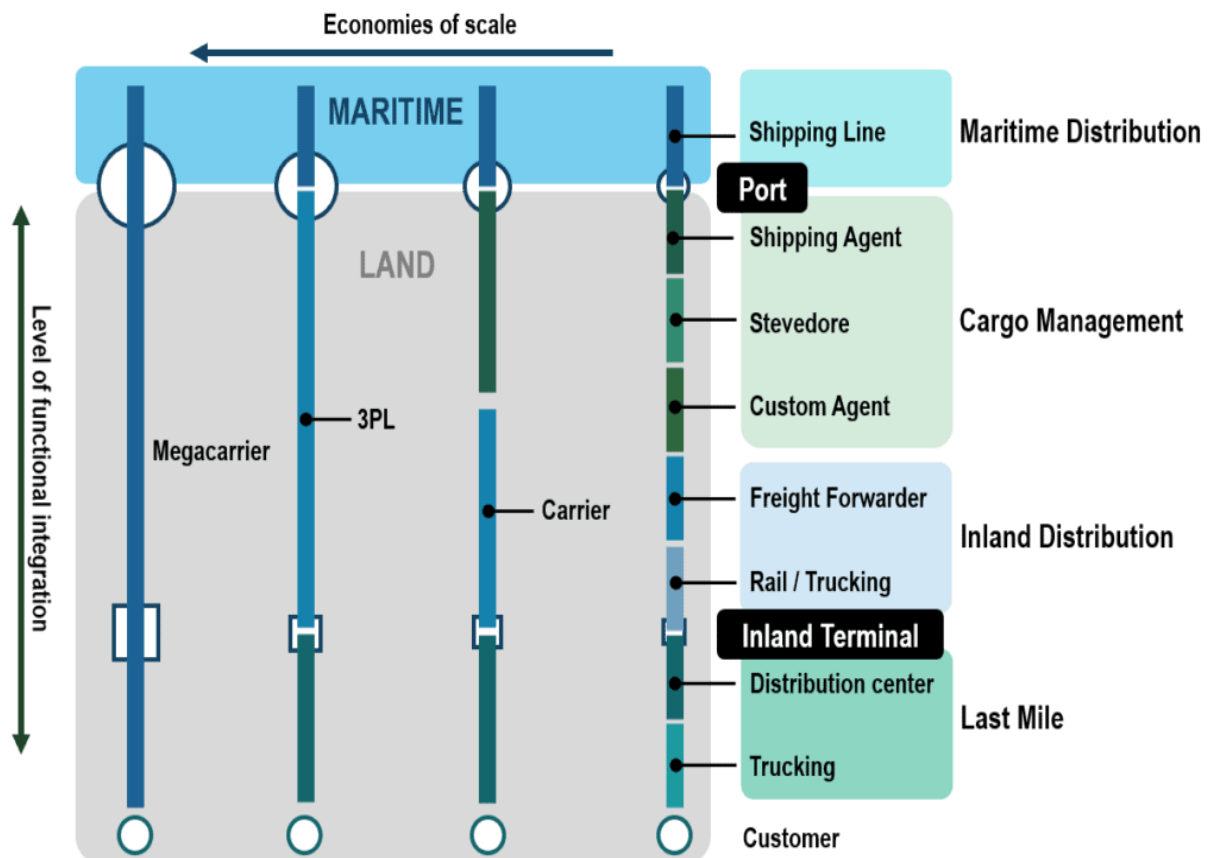 Economies of scale
MARITIME
Shipping Line
Maritime Distribution
Port
Shipping Agent
LAND
Level of functional integration
Stevedore
Cargo Management
Custom Agent
3PL
Megacarrier
Freight Forwarder
Carrier
Inland Distribution
Rail / Trucking
Inland Terminal
Distribution center
Last Mile
Trucking
Customer